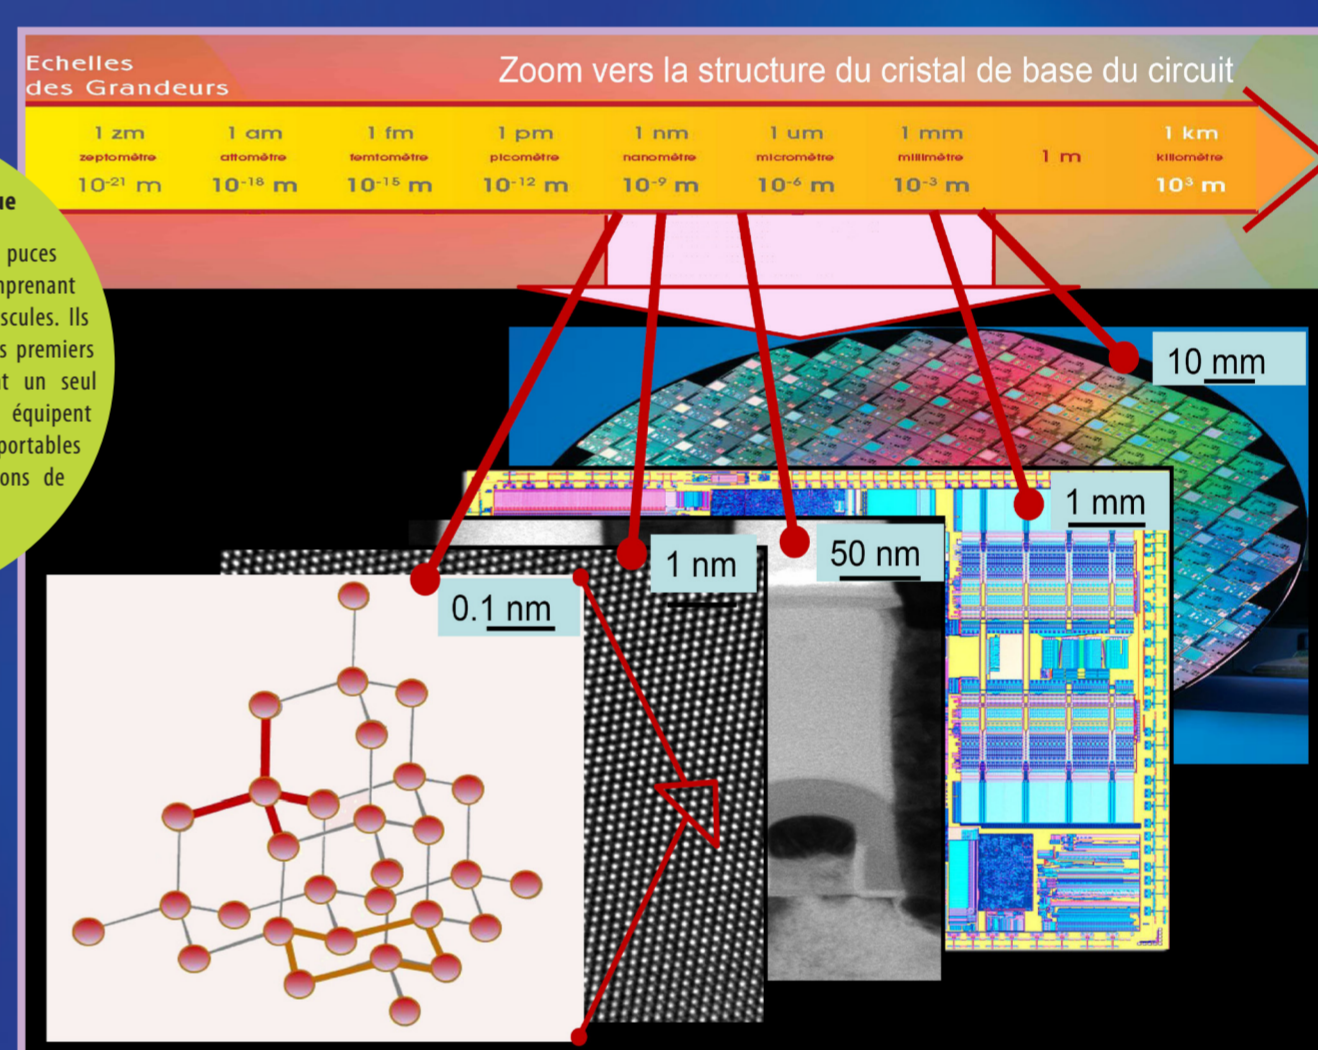 Echelles
des Grandeurs
Zoom vers la structure du cristal de base du circuit
1 zm
zeptomètre
10⁻²¹ m
1 am
attomètre
10⁻¹⁸ m
1 fm
femtomètre
10⁻¹⁵ m
1 pm
picomètre
10⁻¹² m
1 nm
nanomètre
10⁻⁹ m
1 um
micromètre
10⁻⁶ m
1 mm
millimètre
10⁻³ m
1 m
1 km
killomètre
10³ m
ue
puces
nprenant
scules. Ils
s premiers
t un seul
équipent
portables
ons de
10 mm
1 mm
50 nm
1 nm
0.1 nm